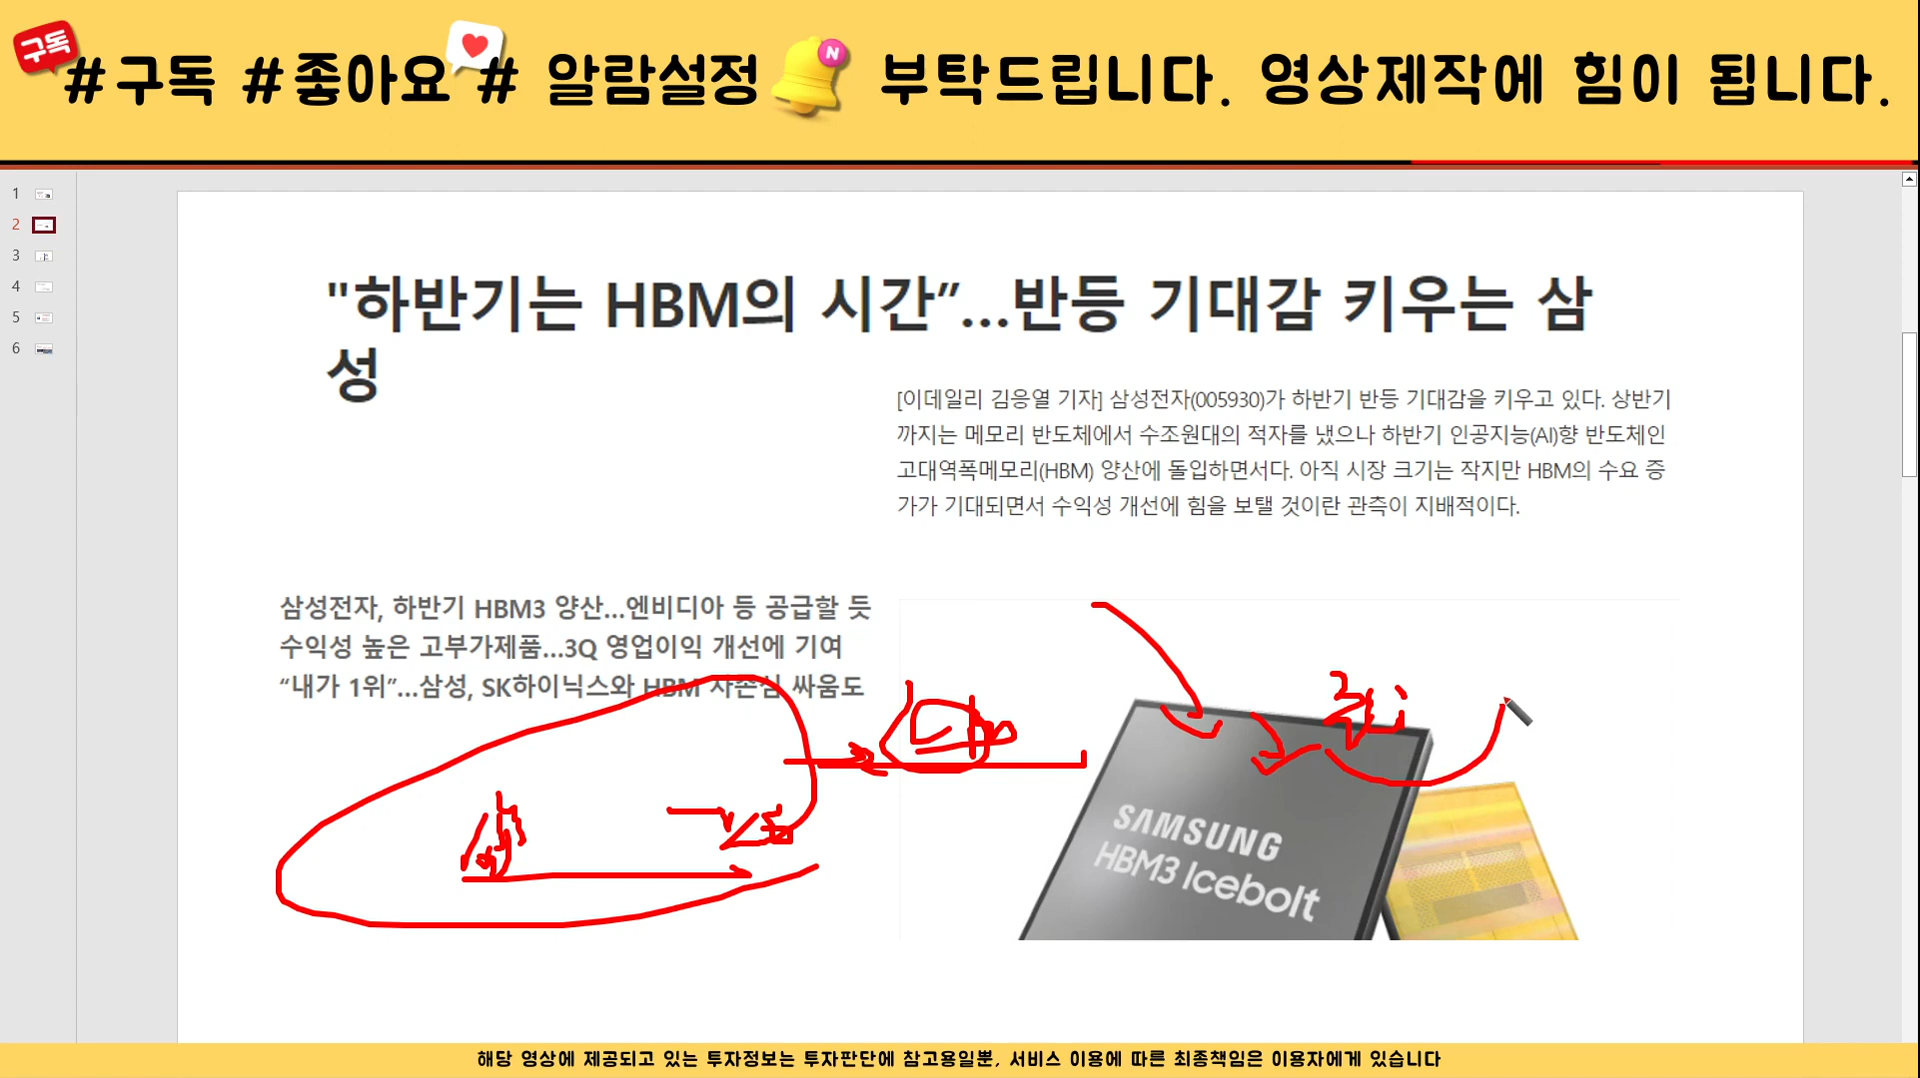 구독
#구독 #좋아요 # 알람설정 N 부탁드립니다. 영상제작에 힘이 됩니다.
1
2
3
4
5
6
"하반기는 HBM의 시간”...반등 기대감 키우는 삼
성
[이데일리 김응열 기자] 삼성전자(005930)가 하반기 반등 기대감을 키우고 있다. 상반기
까지는 메모리 반도체에서 수조원대의 적자를 냈으나 하반기 인공지능(AI)향 반도체인
고대역폭메모리(HBM) 양산에 돌입하면서다. 아직 시장 크기는 작지만 HBM의 수요 증
가가 기대되면서 수익성 개선에 힘을 보탤 것이란 관측이 지배적이다.
삼성전자, 하반기 HBM3 양산...엔비디아 등 공급할 듯
수익성 높은 고부가제품...3Q 영업이익 개선에 기여
“내가 1위”...삼성, SK하이닉스와 HBM 자존심 싸움도
SAMSUNG
HBM3 Icebolt
해당 영상에 제공되고 있는 투자정보는 투자판단에 참고용일뿐, 서비스 이용에 따른 최종책임은 이용자에게 있습니다